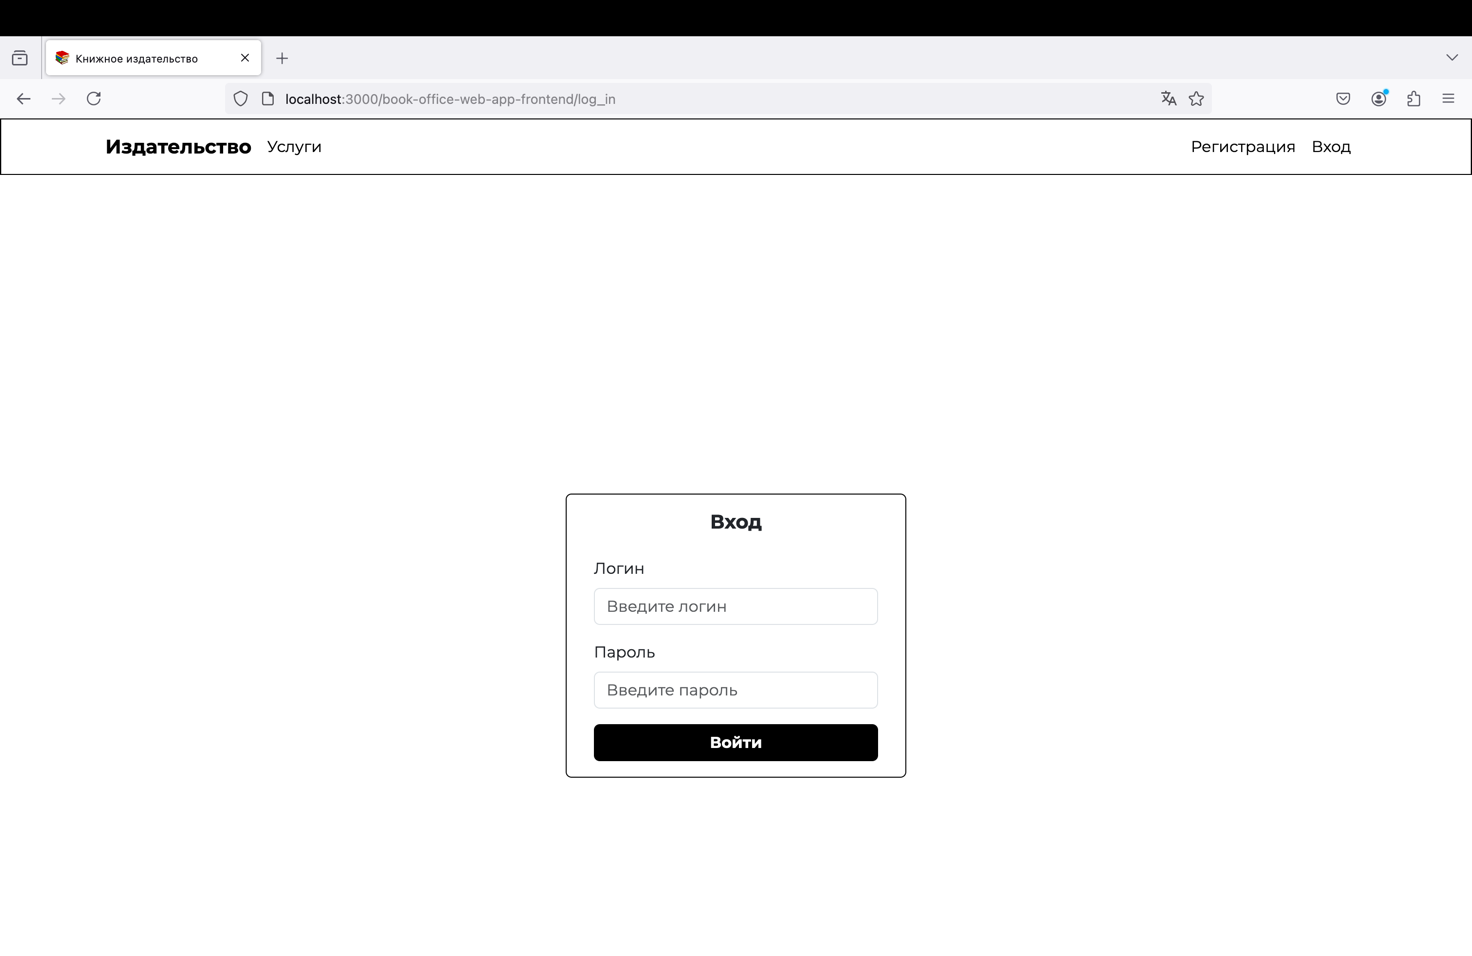 Книжное издательство
localhost:3000/book-office-web-app-frontend/log_in
Издательство Услуги Регистрация Вход
Вход
Логин
Введите логин
Пароль
Введите пароль
Войти